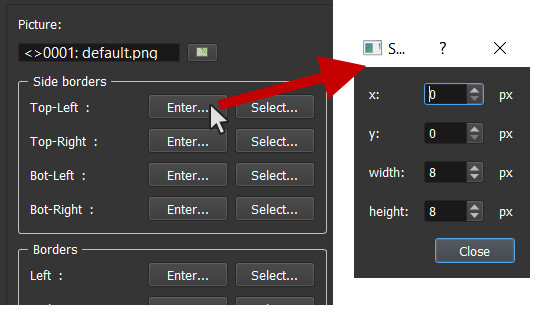 Picture:
<>0001: default.png
Side borders
Top-Left :
Enter...
Select...
Top-Right :
Enter...
Select...
Bot-Left :
Enter...
Select...
Bot-Right :
Enter...
Select...
Borders
Left :
Enter...
Select...
S...
?
x:
0
px
y:
0
px
width:
8
px
height:
8
px
Close